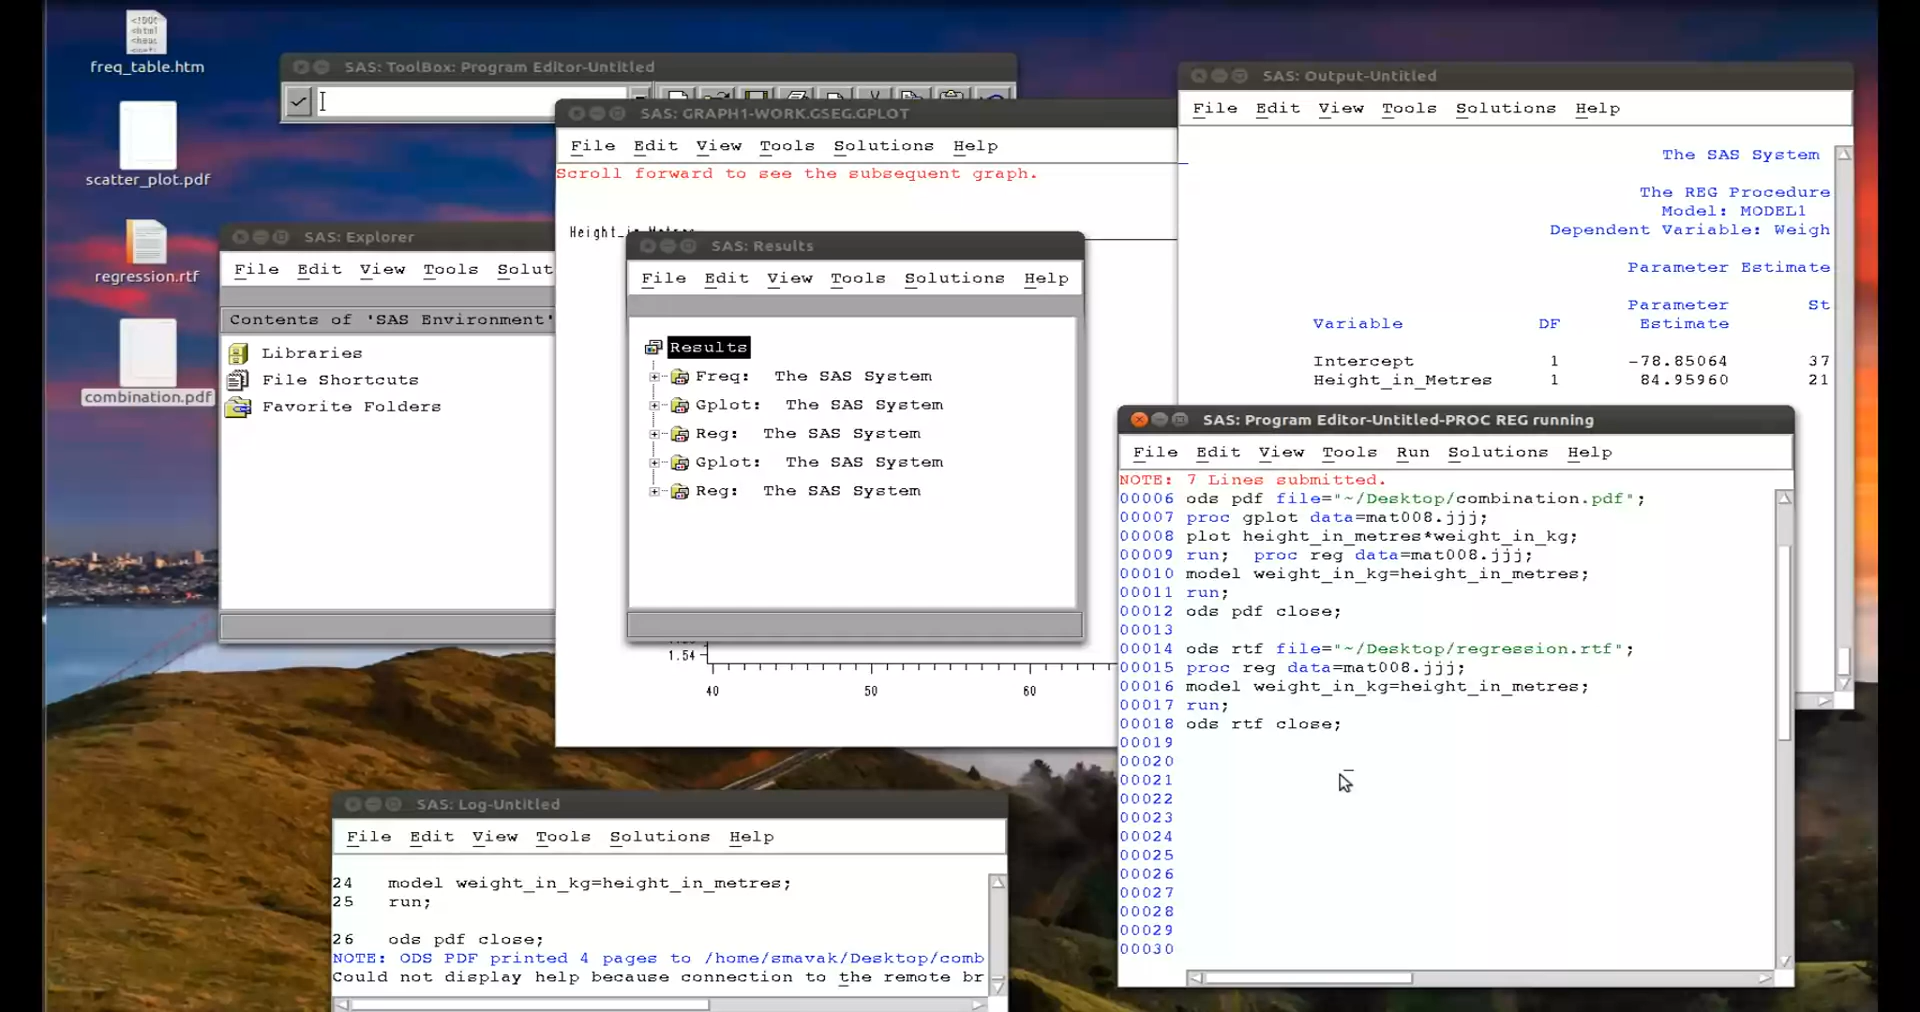 freq_table.htm
scatter_plot.pdf
regression.rtf
combination.pdf
SAS: ToolBox: Program Editor-Untitled
SAS: Explorer
File Edit View Tools Solut
Contents of 'SAS Environment'
Libraries
File Shortcuts
Favorite Folders
SAS: GRAPH1-WORK.GSEG.GPLOT
File Edit View Tools Solutions Help
Scroll forward to see the subsequent graph.
Height_in_Metres
1.54
40 50 60
SAS: Results
File Edit View Tools Solutions Help
Results
Freq: The SAS System
Gplot: The SAS System
Reg: The SAS System
Gplot: The SAS System
Reg: The SAS System
SAS: Output-Untitled
File Edit View Tools Solutions Help
The SAS System
The REG Procedure
Model: MODEL1
Dependent Variable: Weigh
Parameter Estimate
Parameter St
Variable DF Estimate
Intercept 1 -78.85064 37
Height_in_Metres 1 84.95960 21
SAS: Program Editor-Untitled-PROC REG running
File Edit View Tools Run Solutions Help
NOTE: 7 Lines submitted.
00006 ods pdf file="~/Desktop/combination.pdf";
00007 proc gplot data=mat008.jjj;
00008 plot height_in_metres*weight_in_kg;
00009 run; proc reg data=mat008.jjj;
00010 model weight_in_kg=height_in_metres;
00011 run;
00012 ods pdf close;
00013
00014 ods rtf file="~/Desktop/regression.rtf";
00015 proc reg data=mat008.jjj;
00016 model weight_in_kg=height_in_metres;
00017 run;
00018 ods rtf close;
00019
00020
00021
00022
00023
00024
00025
00026
00027
00028
00029
00030
SAS: Log-Untitled
File Edit View Tools Solutions Help
24 model weight_in_kg=height_in_metres;
25 run;
26 ods pdf close;
NOTE: ODS PDF printed 4 pages to /home/smavak/Desktop/comb
Could not display help because connection to the remote br